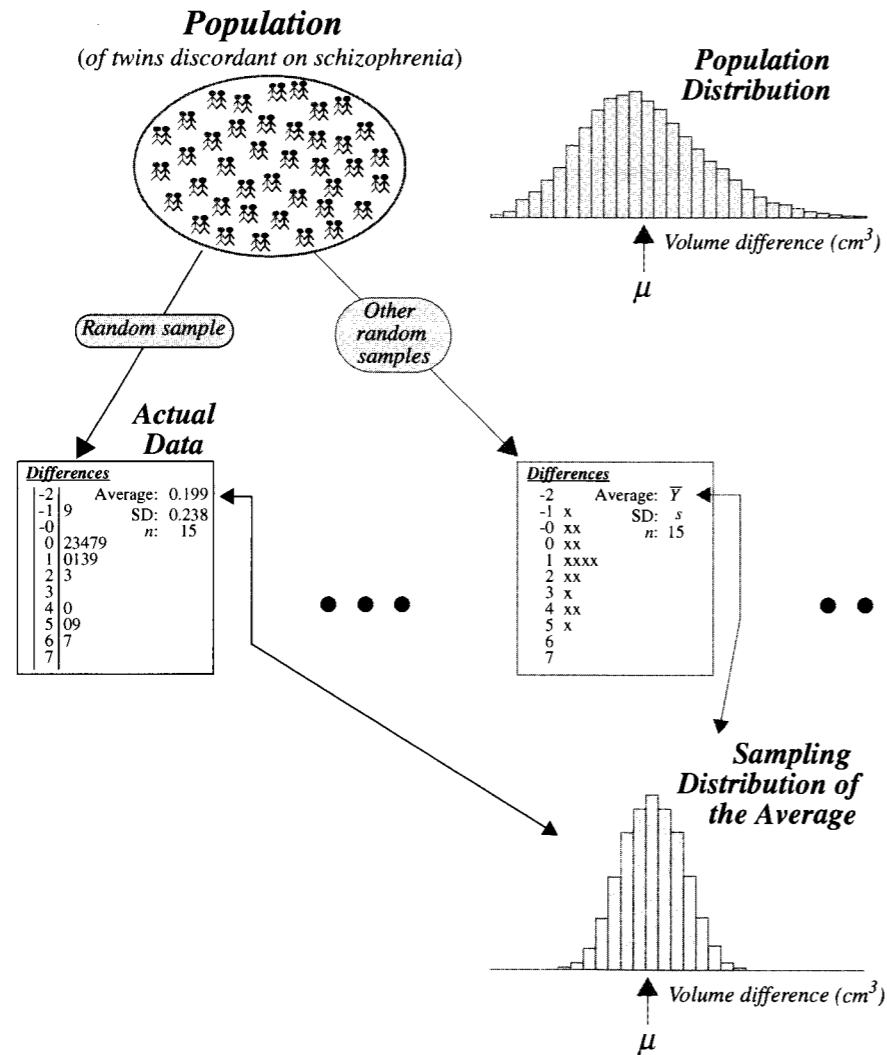 Population
(of twins discordant on schizophrenia)
Population
Distribution
Volume difference (cm³)
μ
Random sample
Other
random
samples
Actual
Data
Differences
-2 Average: 0.199
-1 9 SD: 0.238
-0 n: 15
0 23479
1 0139
2 3
3
4 0
5 09
6 7
7
Differences
-2 Average: Y̅
-1 x SD: s
-0 xx n: 15
0 xx
1 xxxx
2 xx
3 x
4 xx
5 x
6
7
Sampling
Distribution of
the Average
Volume difference (cm³)
μ